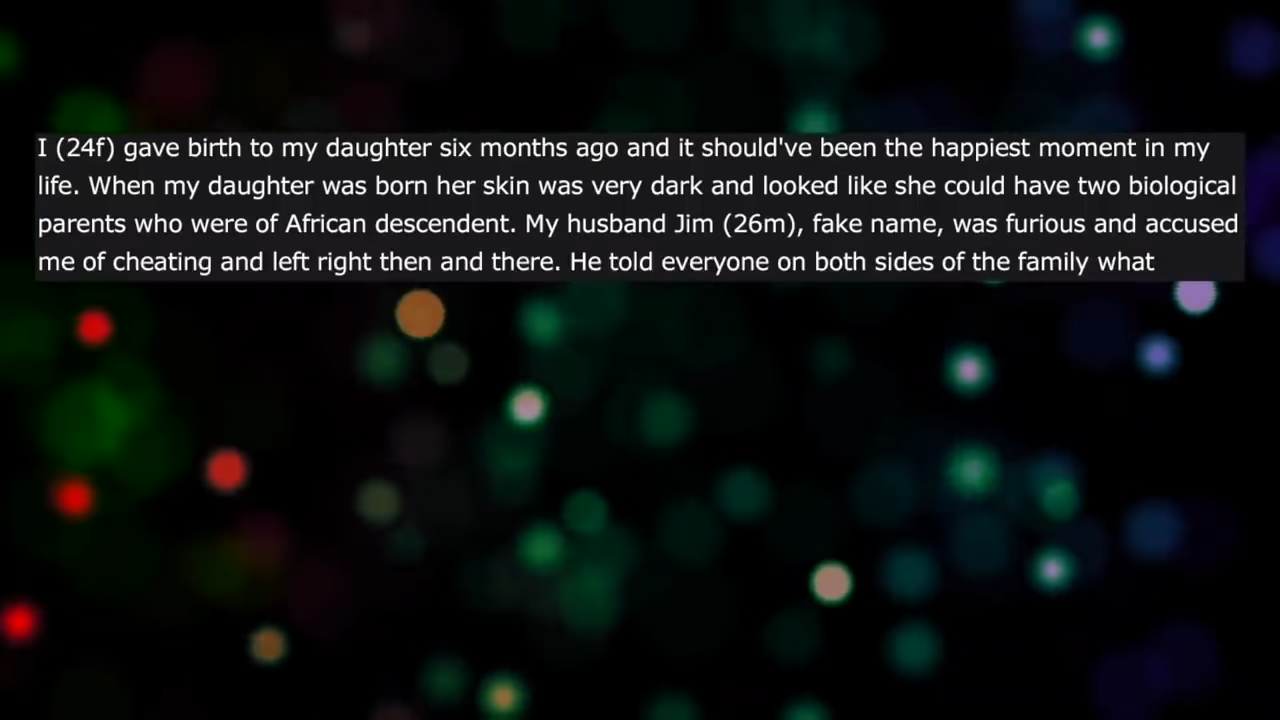 I (24f) gave birth to my daughter six months ago and it should've been the happiest moment in my
life. When my daughter was born her skin was very dark and looked like she could have two biological
parents who were of African descendent. My husband Jim (26m), fake name, was furious and accused
me of cheating and left right then and there. He told everyone on both sides of the family what